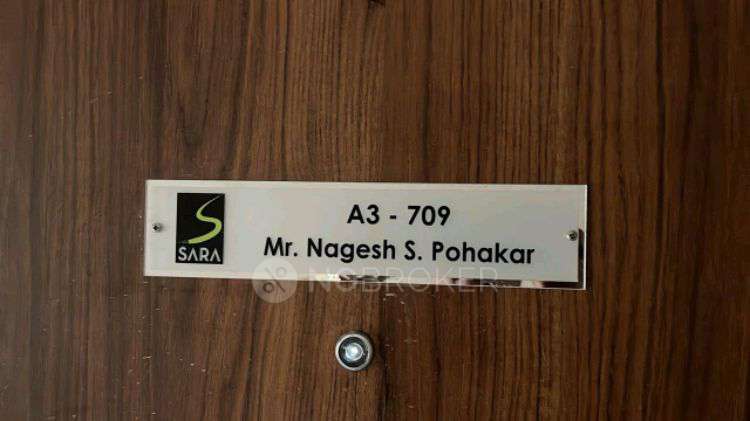 A3 - 709
Mr. Nagesh S. Pohakar
SARA
NOBROKER